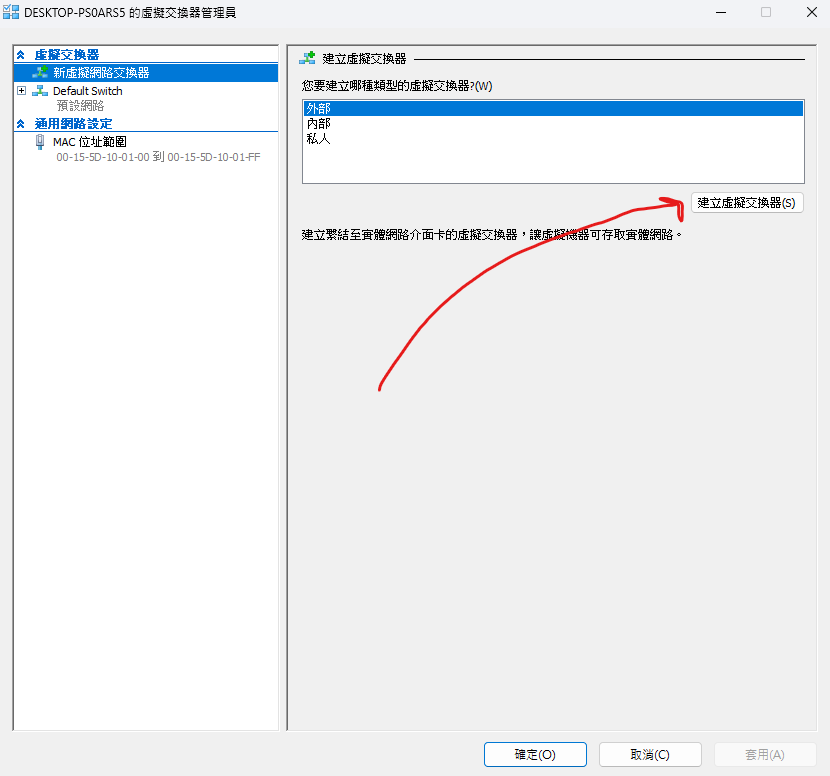 DESKTOP-PS0ARS5 的虛擬交換器管理員
虛擬交換器
新虛擬網路交換器
Default Switch
預設網路
通用網路設定
MAC 位址範圍
00-15-5D-10-01-00 到 00-15-5D-10-01-FF
建立虛擬交換器
您要建立哪種類型的虛擬交換器?(W)
外部
內部
私人
建立虛擬交換器(S)
建立繫結至實體網路介面卡的虛擬交換器，讓虛擬機器可存取實體網路。
確定(O)
取消(C)
套用(A)